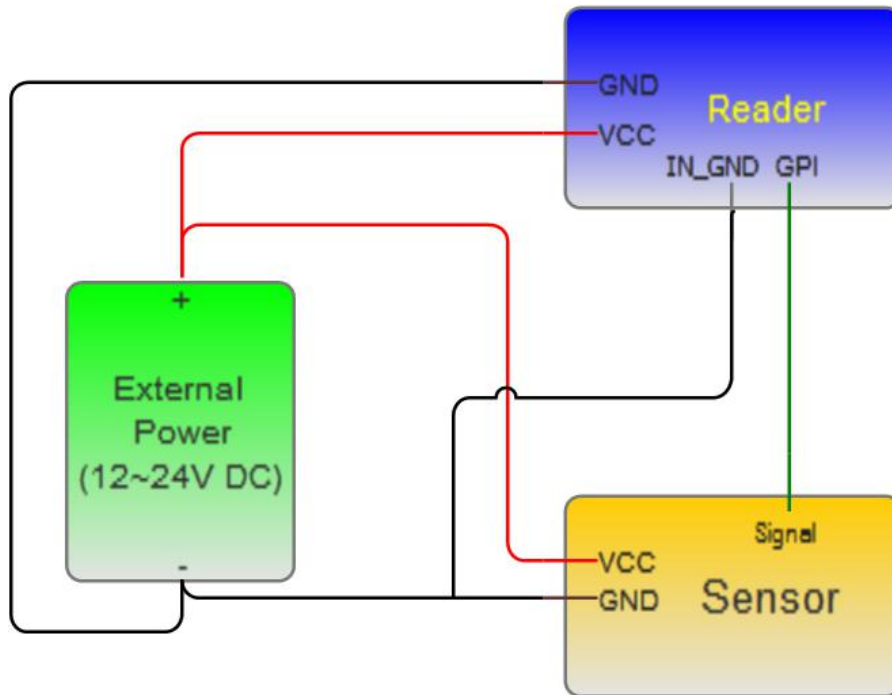 GND
Reader
VCC
IN_GND GPI
+
External
Power
(12~24V DC)
-
Signal
VCC
GND
Sensor